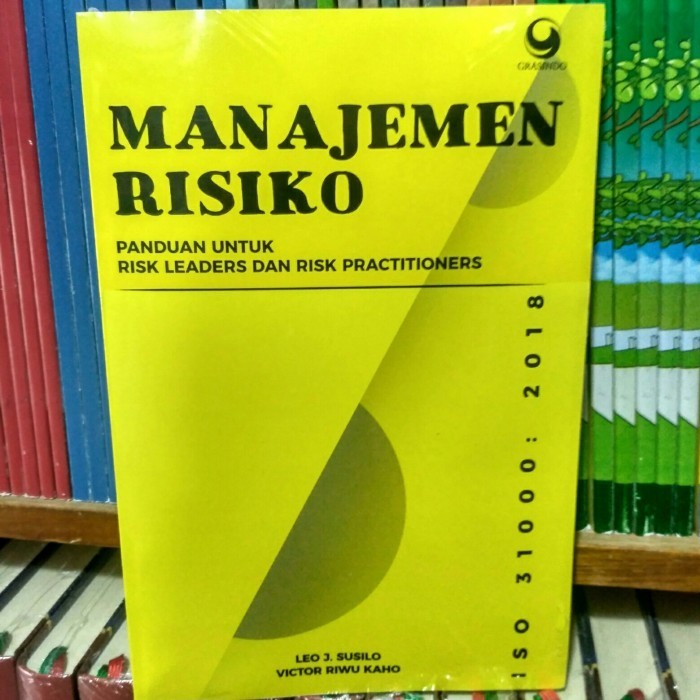 GRASINDO
MANAJEMEN
RISIKO
PANDUAN UNTUK
RISK LEADERS DAN RISK PRACTITIONERS
ISO 31000: 2018
LEO J. SUSILO
VICTOR RIWU KAHO